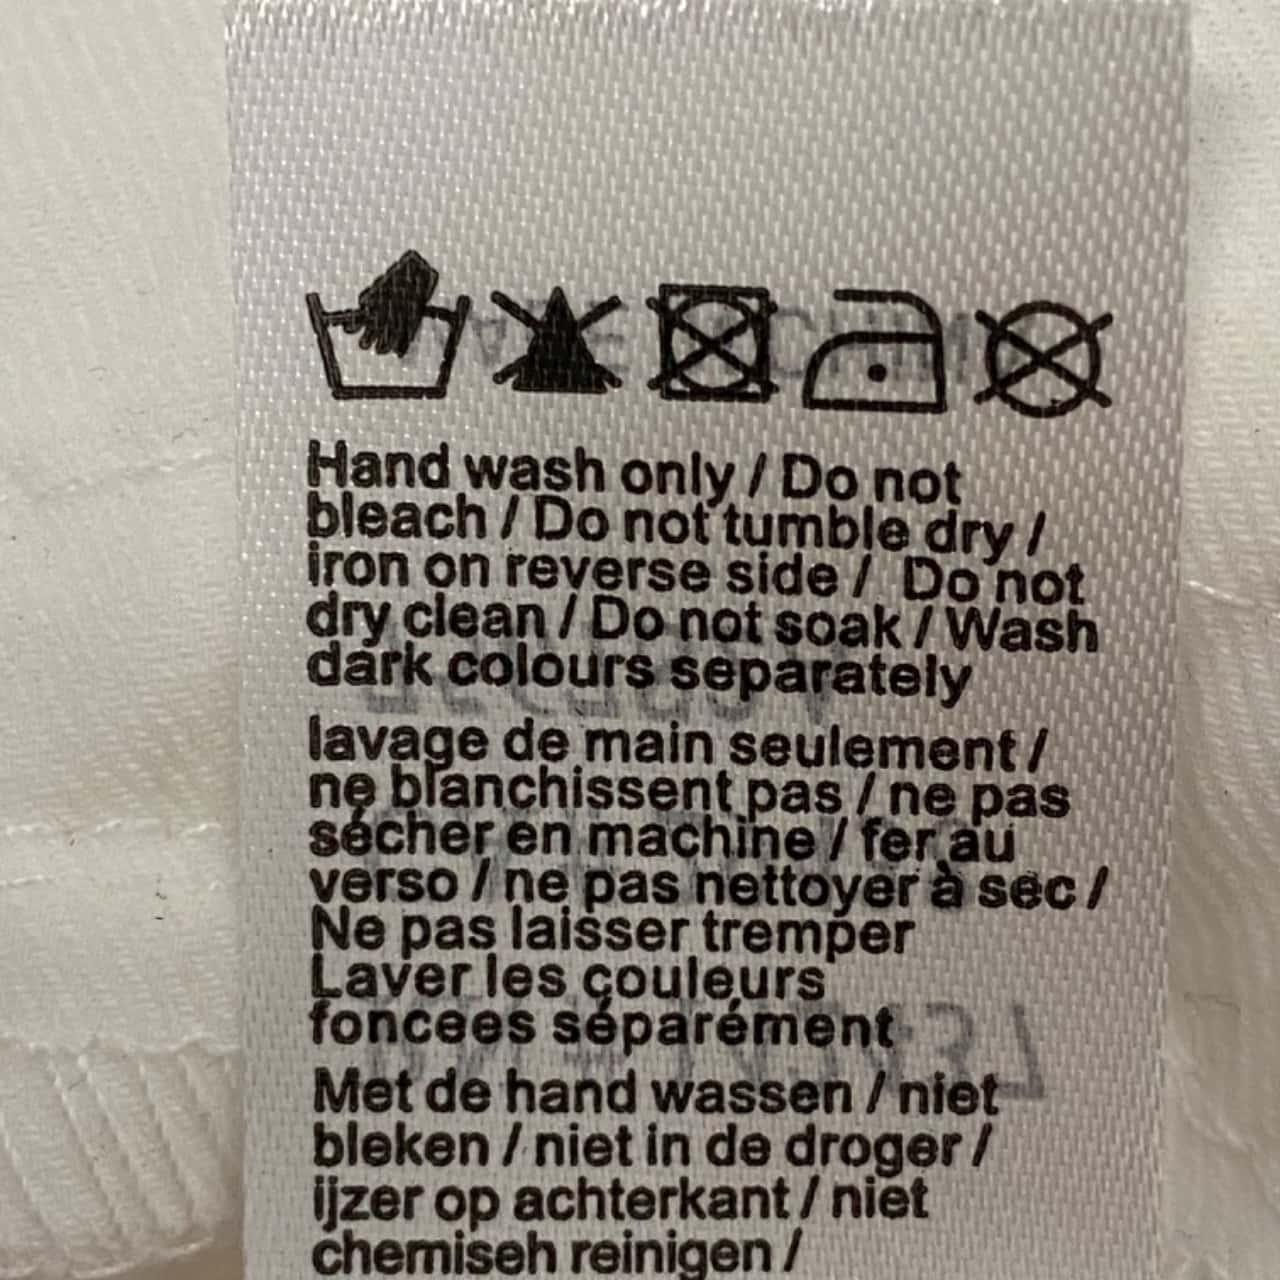 Hand wash only / Do not
bleach / Do not tumble dry /
iron on reverse side / Do not
dry clean / Do not soak / Wash
dark colours separately
lavage de main seulement /
ne blanchissent pas / ne pas
sécher en machine / fer au
verso / ne pas nettoyer à sec /
Ne pas laisser tremper
Laver les couleurs
foncees séparément
Met de hand wassen / niet
bleken / niet in de droger /
ijzer op achterkant / niet
chemiseh reinigen /